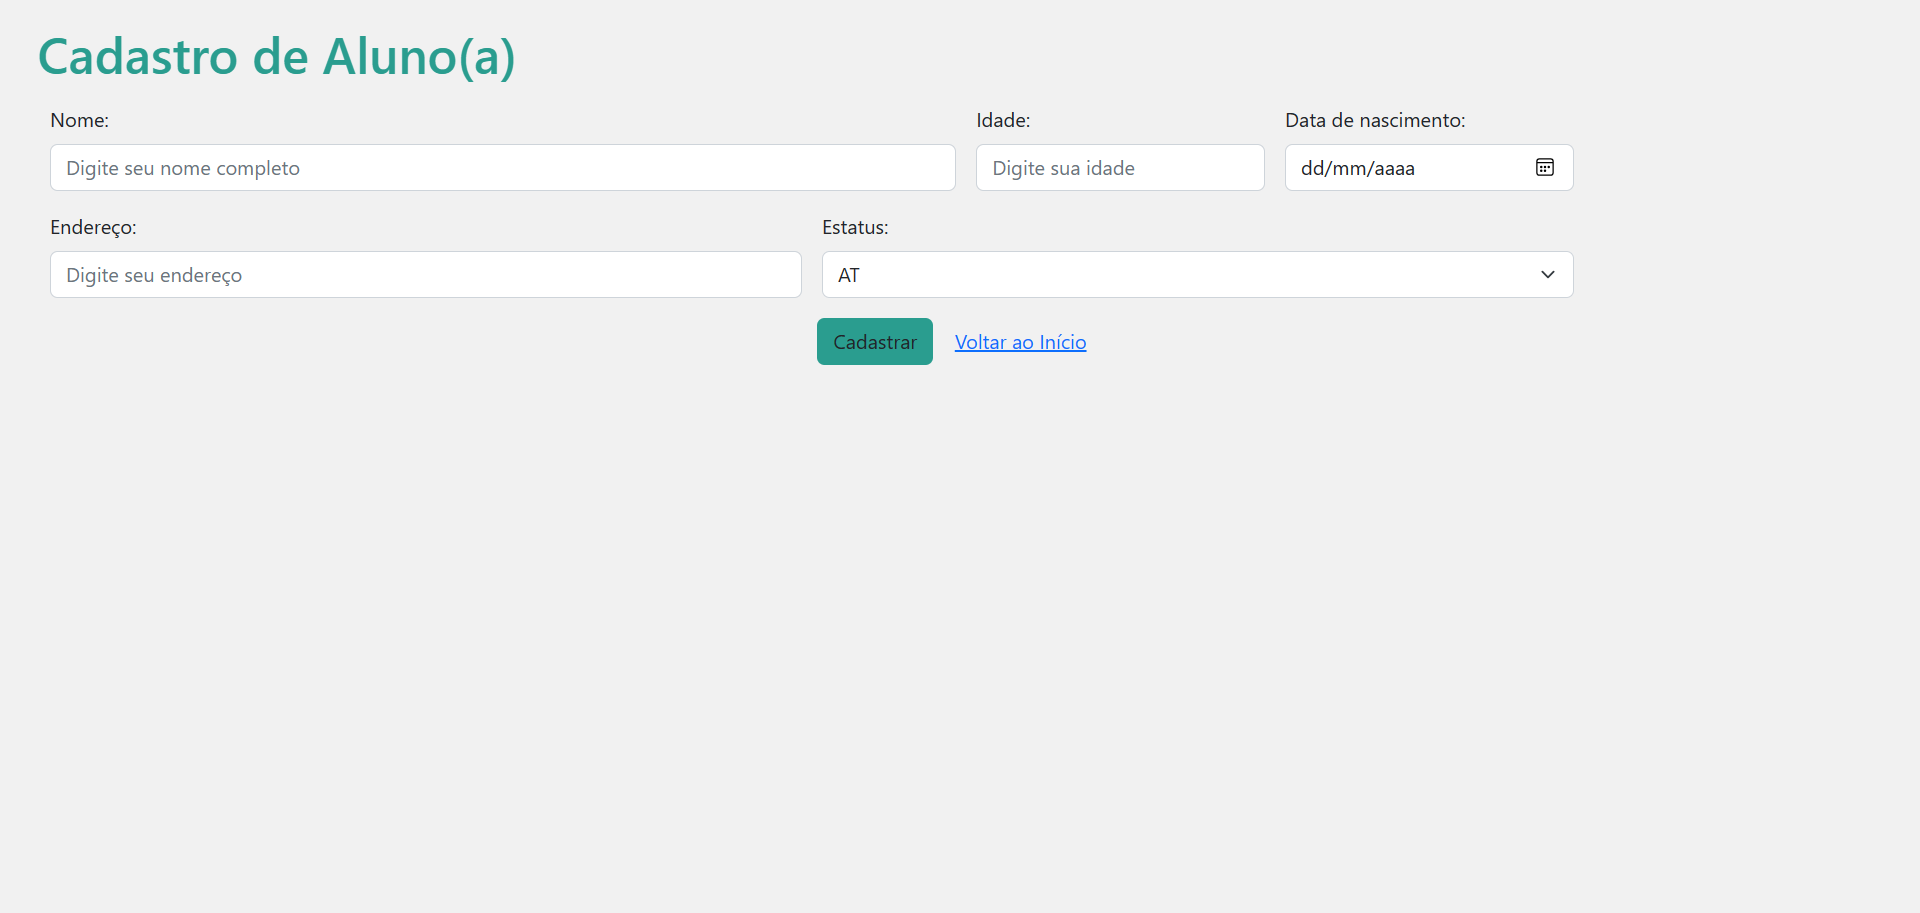 Cadastro de Aluno(a)
Nome: Idade: Data de nascimento:
Digite seu nome completo Digite sua idade dd/mm/aaaa
Endereço: Estatus:
Digite seu endereço AT
Cadastrar Voltar ao Início